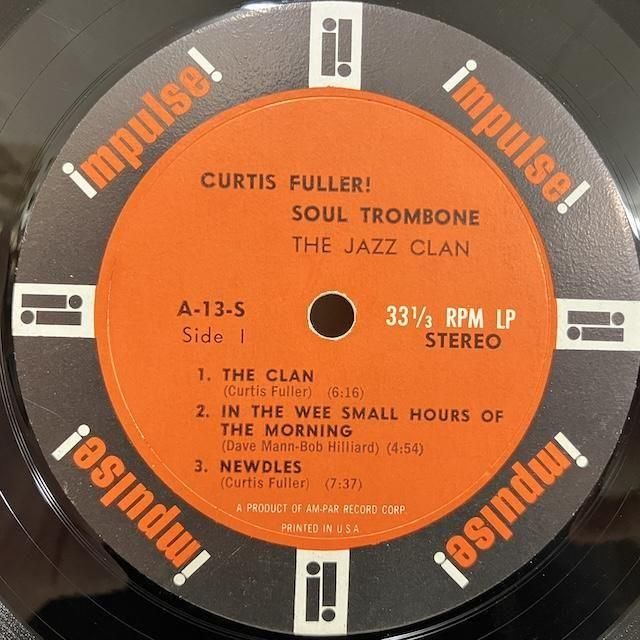 impulse!
impulse!
CURTIS FULLER!
SOUL TROMBONE
THE JAZZ CLAN
A-13-S
Side 1
33 1/3 RPM LP
STEREO
1. THE CLAN
(Curtis Fuller) (6:16)
2. IN THE WEE SMALL HOURS OF
THE MORNING
(Dave Mann-Bob Hilliard) (4:54)
3. NEWDLES
(Curtis Fuller) (7:37)
A PRODUCT OF AM-PAR RECORD CORP.
PRINTED IN U.S.A.
impulse!
impulse!